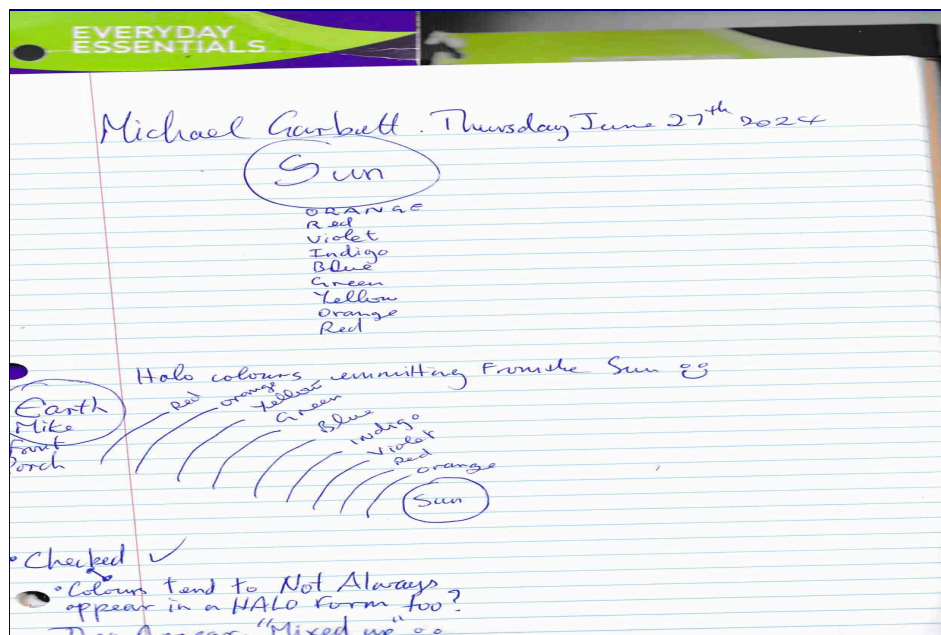 EVERYDAY
ESSENTIALS
Michael Garbutt. Thursday June 27th 2024
Sun
ORANGE
Red
Violet
Indigo
Blue
Green
Yellow
Orange
Red
Halo colours emmitting From the Sun
Earth
Mike
Front
Porch
Red
Orange
Yellow
Green
Blue
Indigo
Violet
Red
orange
Sun
• Checked ✓
• Colours tend to Not Always
appear in a HALO Form too?
They Appear "Mixed up"